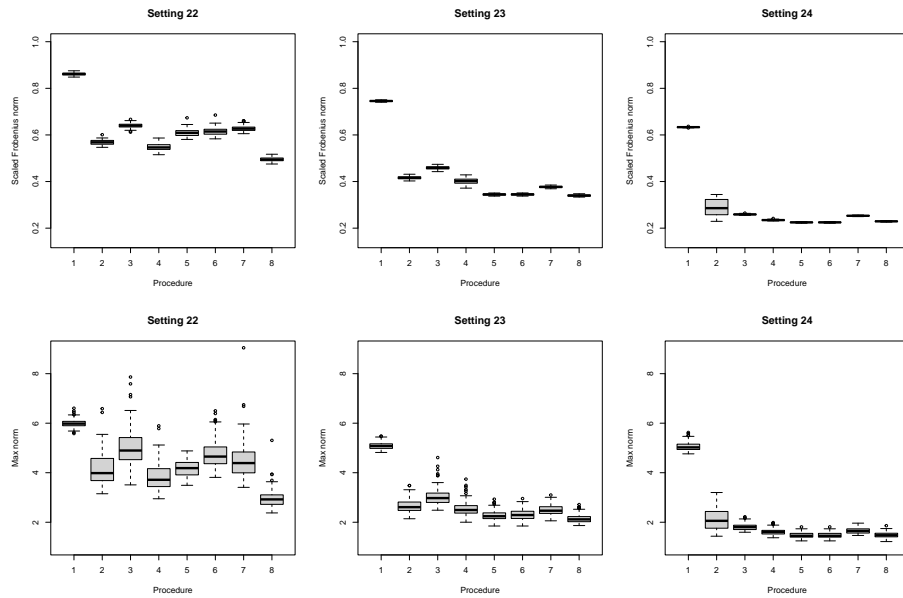 Setting 22
Scaled Frobenius norm
1.0
0.8
0.6
0.4
0.2
1 2 3 4 5 6 7 8
Procedure
Setting 23
Scaled Frobenius norm
1.0
0.8
0.6
0.4
0.2
1 2 3 4 5 6 7 8
Procedure
Setting 24
Scaled Frobenius norm
1.0
0.8
0.6
0.4
0.2
1 2 3 4 5 6 7 8
Procedure
Setting 22
Max norm
8
6
4
2
1 2 3 4 5 6 7 8
Procedure
Setting 23
Max norm
8
6
4
2
1 2 3 4 5 6 7 8
Procedure
Setting 24
Max norm
8
6
4
2
1 2 3 4 5 6 7 8
Procedure